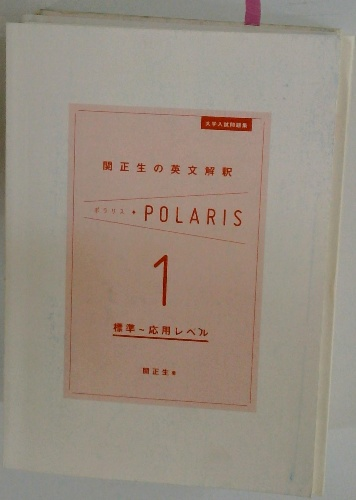 大学入試問題集
関正生の英文解釈
ポラリス・POLARIS
1
標準~応用レベル
関正生 著